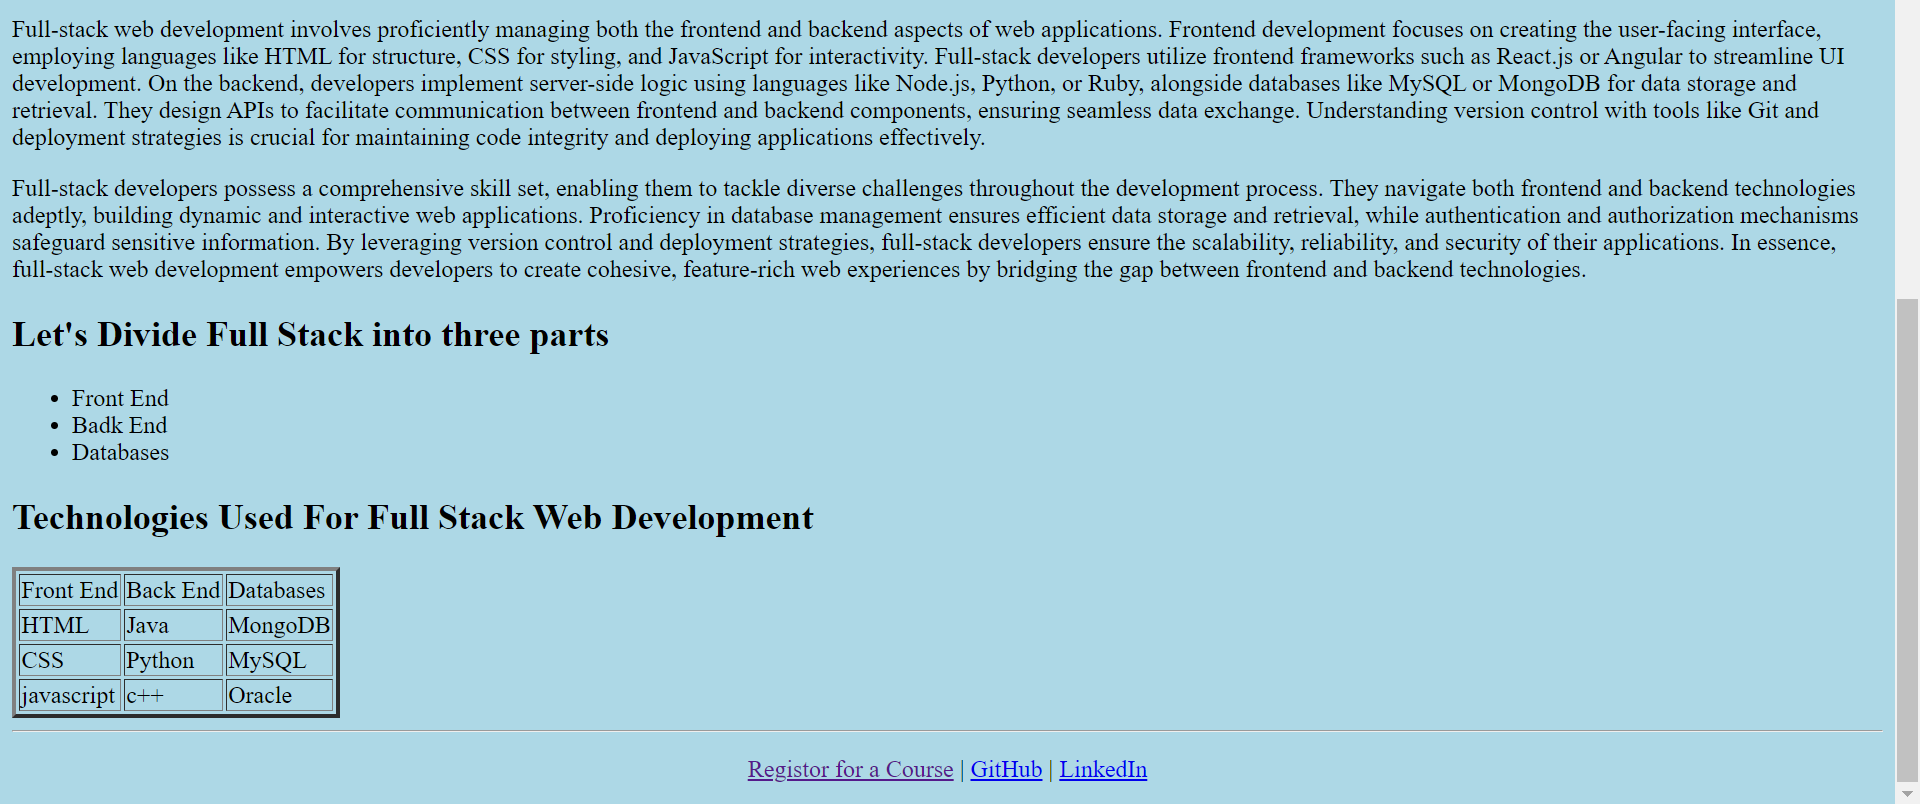 Full-stack web development involves proficiently managing both the frontend and backend aspects of web applications. Frontend development focuses on creating the user-facing interface,
employing languages like HTML for structure, CSS for styling, and JavaScript for interactivity. Full-stack developers utilize frontend frameworks such as React.js or Angular to streamline UI
development. On the backend, developers implement server-side logic using languages like Node.js, Python, or Ruby, alongside databases like MySQL or MongoDB for data storage and
retrieval. They design APIs to facilitate communication between frontend and backend components, ensuring seamless data exchange. Understanding version control with tools like Git and
deployment strategies is crucial for maintaining code integrity and deploying applications effectively.
Full-stack developers possess a comprehensive skill set, enabling them to tackle diverse challenges throughout the development process. They navigate both frontend and backend technologies
adeptly, building dynamic and interactive web applications. Proficiency in database management ensures efficient data storage and retrieval, while authentication and authorization mechanisms
safeguard sensitive information. By leveraging version control and deployment strategies, full-stack developers ensure the scalability, reliability, and security of their applications. In essence,
full-stack web development empowers developers to create cohesive, feature-rich web experiences by bridging the gap between frontend and backend technologies.
Let's Divide Full Stack into three parts
• Front End
• Badk End
• Databases
Technologies Used For Full Stack Web Development
Front End Back End Databases
HTML Java MongoDB
CSS Python MySQL
javascript c++ Oracle
Registor for a Course | GitHub | LinkedIn